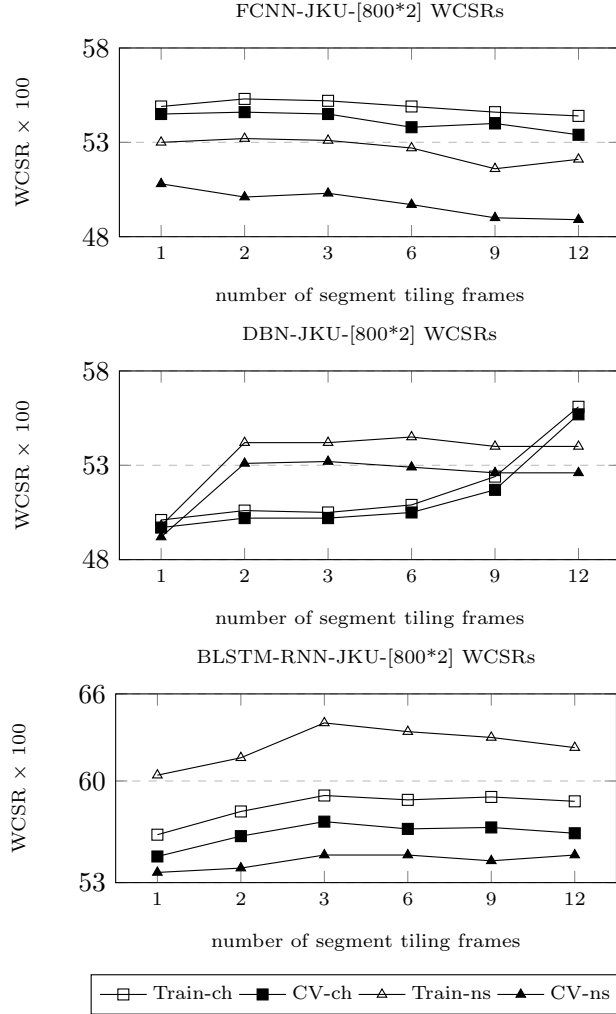 FCNN-JKU-[800*2] WCSRs
58
53
48
WCSR × 100
1 2 3 6 9 12
number of segment tiling frames
DBN-JKU-[800*2] WCSRs
58
53
48
WCSR × 100
1 2 3 6 9 12
number of segment tiling frames
BLSTM-RNN-JKU-[800*2] WCSRs
66
60
53
WCSR × 100
1 2 3 6 9 12
number of segment tiling frames
Train-ch CV-ch Train-ns CV-ns